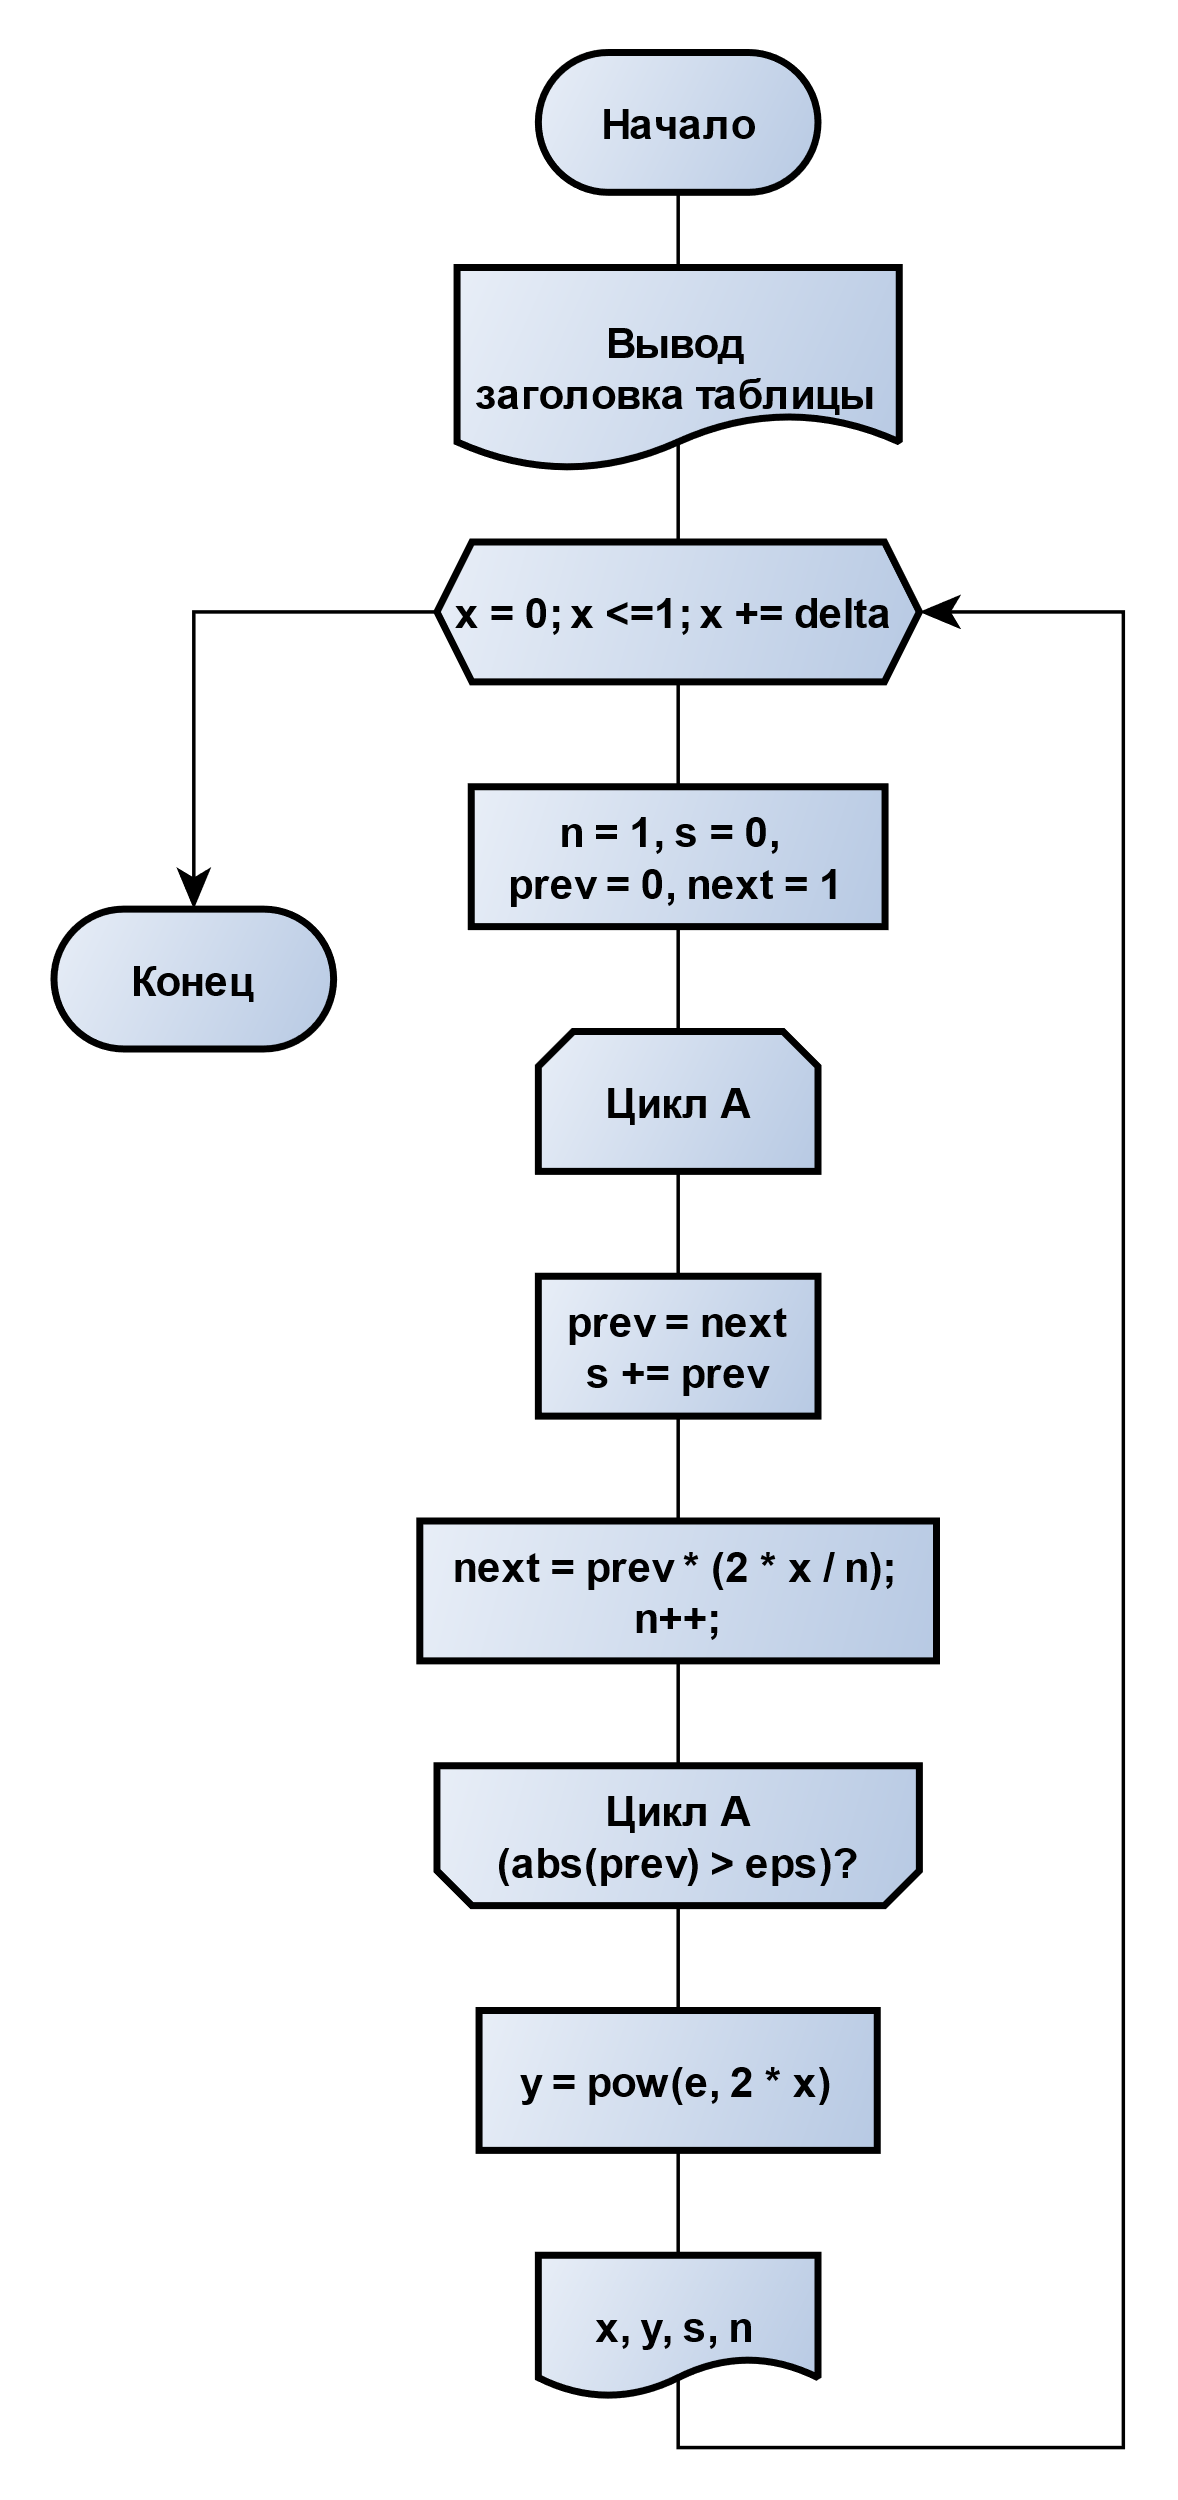 Начало
Вывод
заголовка таблицы
x = 0; x <=1; x += delta
n = 1, s = 0,
prev = 0, next = 1
Конец
Цикл А
prev = next
s += prev
next = prev * (2 * x / n);
n++;
Цикл А
(abs(prev) > eps)?
y = pow(e, 2 * x)
x, y, s, n